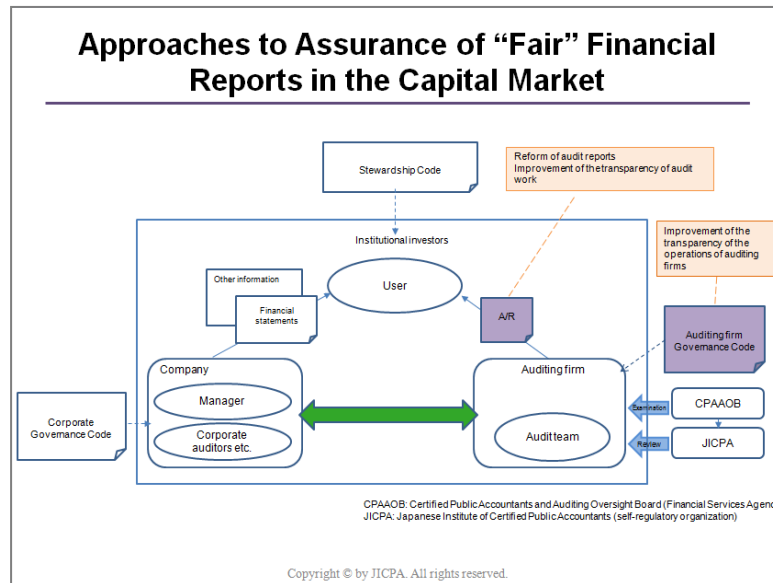 Approaches to Assurance of “Fair” Financial
Reports in the Capital Market
Stewardship Code
Reform of audit reports
Improvement of the transparency of audit
work
Institutional investors
Improvement of the
transparency of the
operations of auditing
firms
User
Other information
Financial
statements
A/R
Auditing firm
Governance Code
Company
Auditing firm
Manager
Corporate
auditors etc.
Audit team
Corporate
Governance Code
Examination
CPAAOB
Review
JICPA
CPAAOB: Certified Public Accountants and Auditing Oversight Board (Financial Services Agenc
JICPA: Japanese Institute of Certified Public Accountants (self-regulatory organization)
Copyright © by JICPA. All rights reserved.